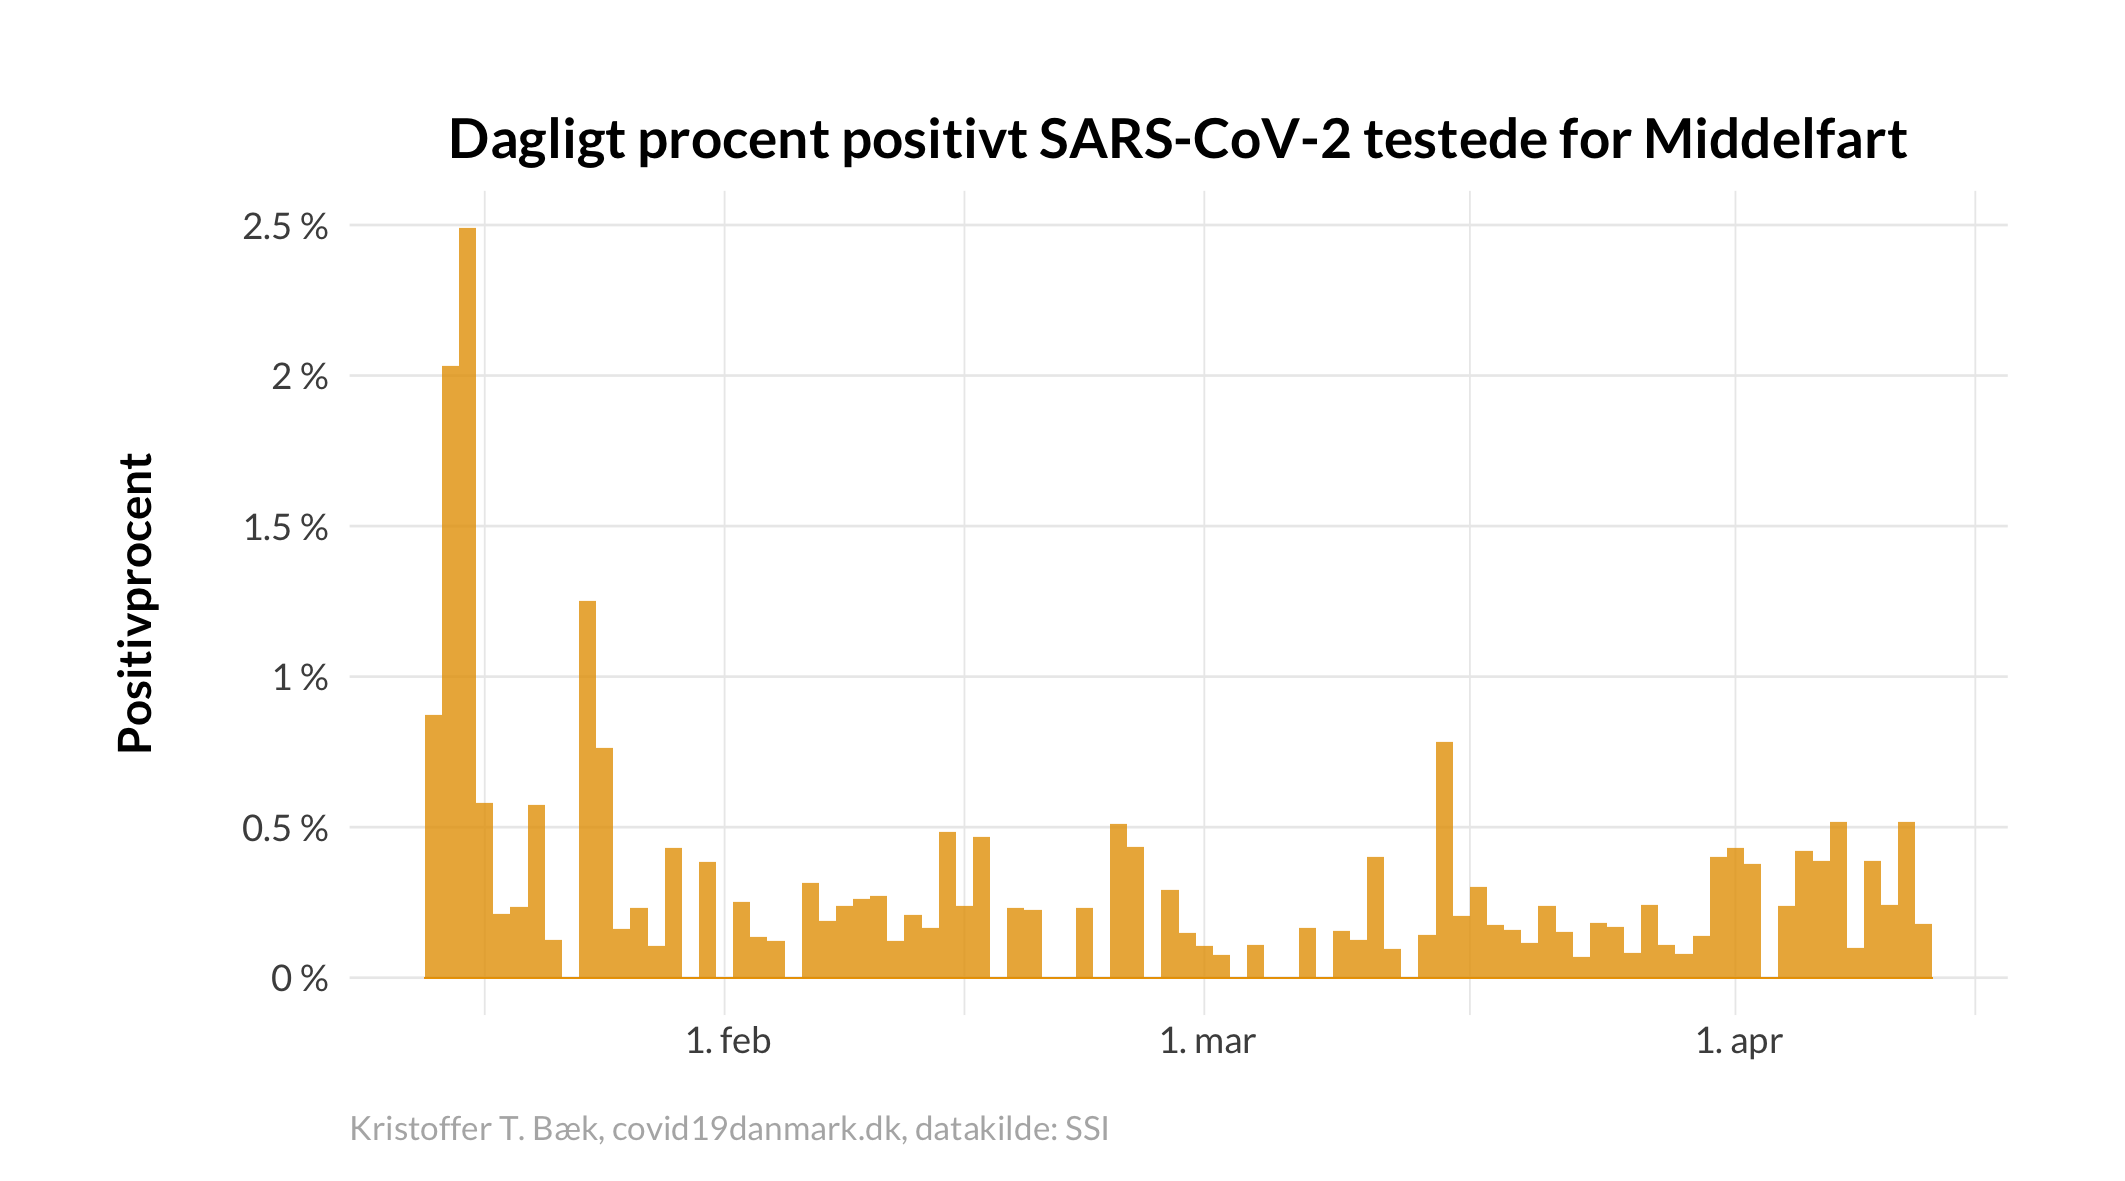 Dagligt procent positivt SARS-CoV-2 testede for Middelfart
Positivprocent
2.5 %
2 %
1.5 %
1 %
0.5 %
0 %
1. feb
1. mar
1. apr
Kristoffer T. Bæk, covid19danmark.dk, datakilde: SSI